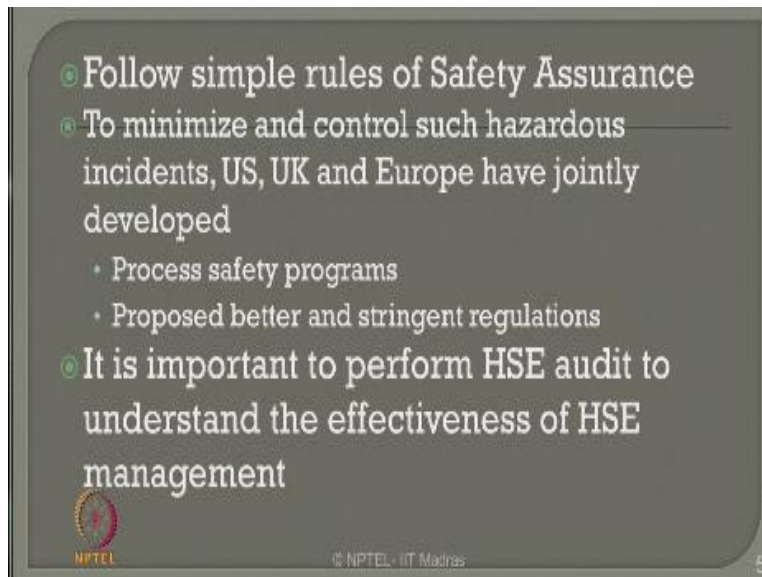 Follow simple rules of Safety Assurance
To minimize and control such hazardous
incidents, US, UK and Europe have jointly
developed
Process safety programs
Proposed better and stringent regulations
It is important to perform HSE audit to
understand the effectiveness of HSE
management
NPTEL
© NPTEL- IIT Madras
5